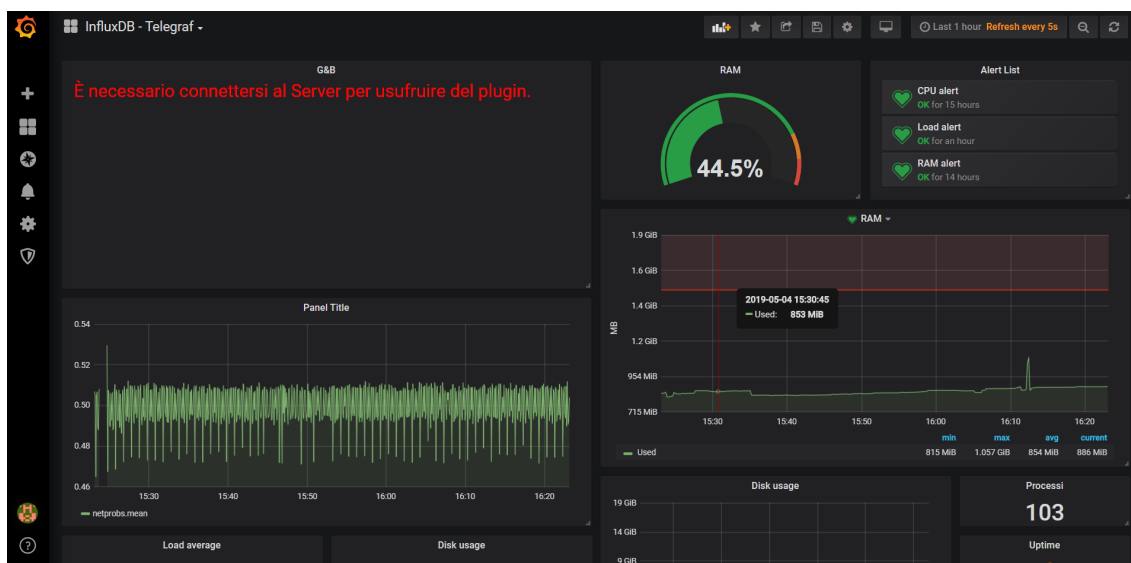 InfluxDB - Telegraf
Last 1 hour Refresh every 5s
G&B
È necessario connettersi al Server per usufruire del plugin.
RAM
44.5%
Alert List
CPU alert
OK for 15 hours
Load alert
OK for an hour
RAM alert
OK for 14 hours
RAM
1.9 GiB
1.6 GiB
1.4 GiB
1.2 GiB
954 MiB
715 MiB
MB
2019-05-04 15:30:45
Used: 853 MiB
15:30 15:40 15:50 16:00 16:10 16:20
min max avg current
Used 815 MiB 1.057 GiB 854 MiB 886 MiB
Panel Title
0.54
0.52
0.50
0.48
0.46
15:30 15:40 15:50 16:00 16:10 16:20
netprobs.mean
Disk usage
19 GiB
14 GiB
9 GiB
Processi
103
Uptime
Load average
Disk usage